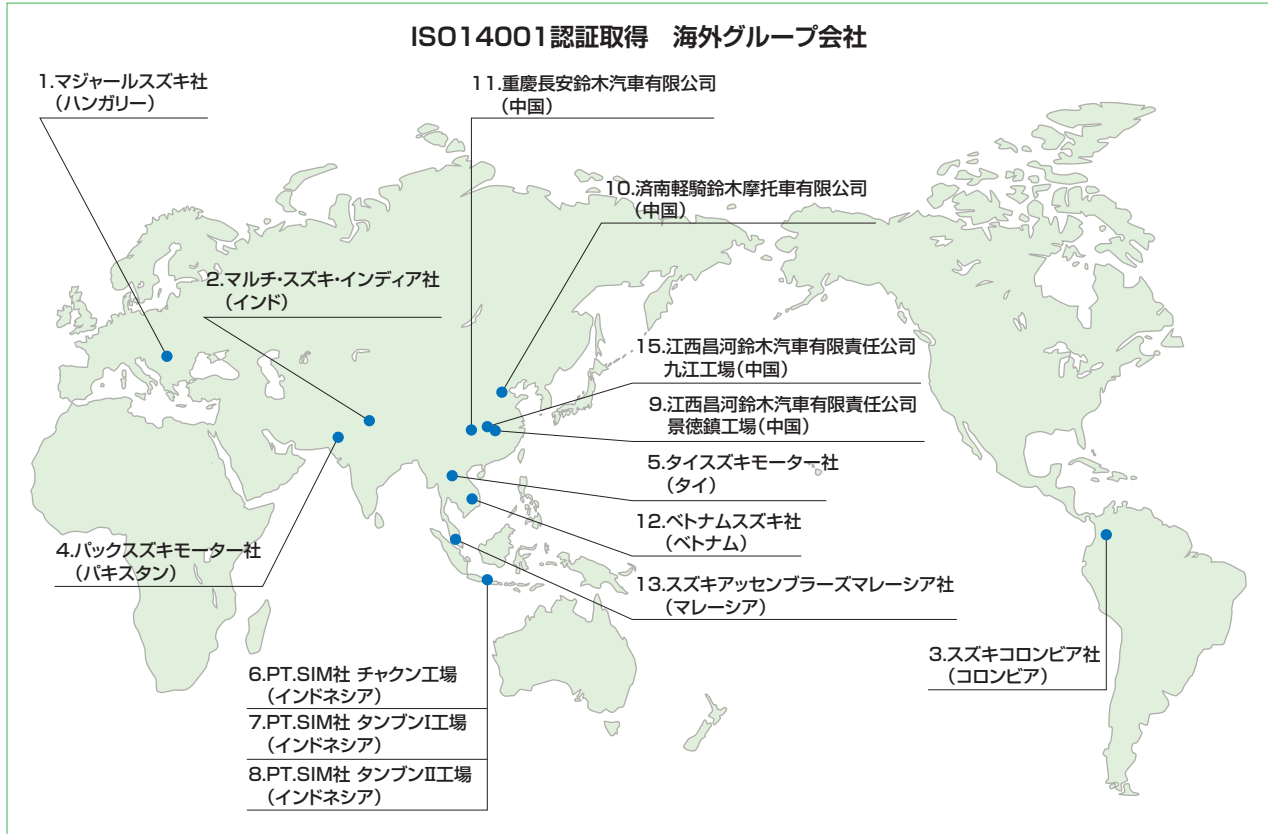 ISO14001認証取得　海外グループ会社
1.マジャールスズキ社
（ハンガリー）
11.重慶長安鈴木汽車有限公司
（中国）
10.済南軽騎鈴木摩托車有限公司
（中国）
2.マルチ・スズキ・インディア社
（インド）
15.江西昌河鈴木汽車有限責任公司
九江工場（中国）
9.江西昌河鈴木汽車有限責任公司
景徳鎮工場（中国）
5.タイスズキモーター社
（タイ）
12.ベトナムスズキ社
（ベトナム）
4.パックスズキモーター社
（パキスタン）
13.スズキアッセンブラーズマレーシア社
（マレーシア）
3.スズキコロンビア社
（コロンビア）
6.PT.SIM社 チャクン工場
（インドネシア）
7.PT.SIM社 タンブンⅠ工場
（インドネシア）
8.PT.SIM社 タンブンⅡ工場
（インドネシア）